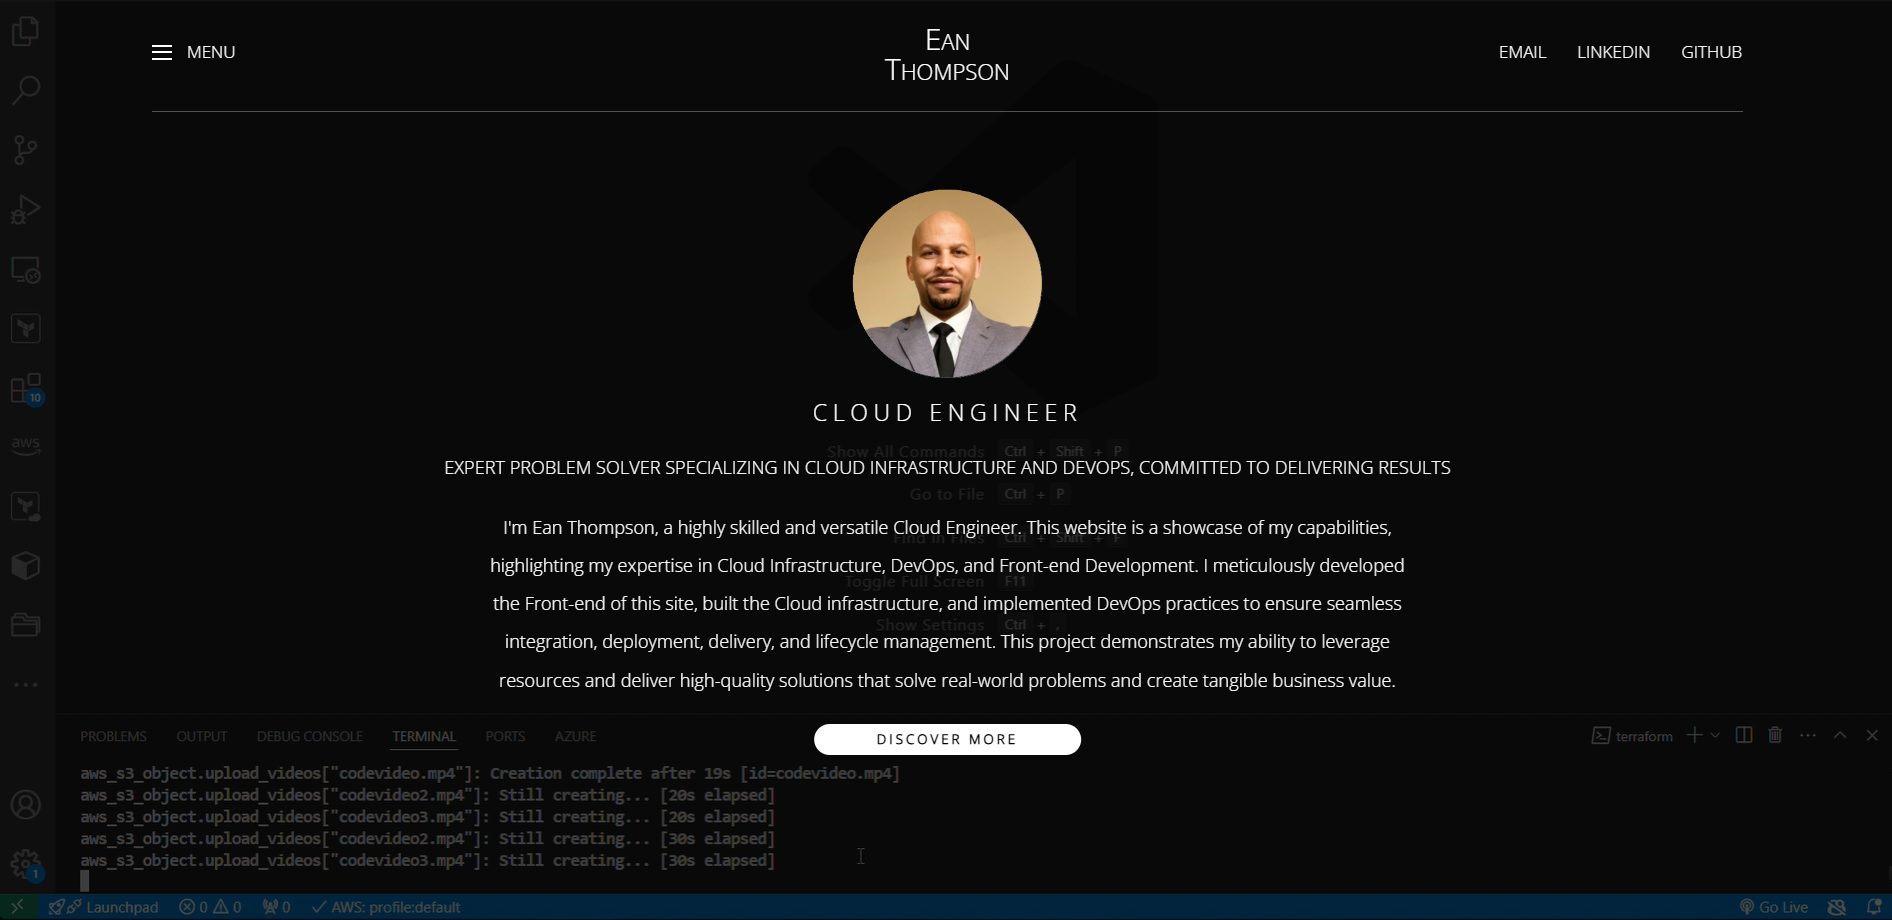 MENU
EAN
THOMPSON
EMAIL LINKEDIN GITHUB
10
aws
CLOUD ENGINEER
Show All Commands Ctrl + Shift + P
EXPERT PROBLEM SOLVER SPECIALIZING IN CLOUD INFRASTRUCTURE AND DEVOPS, COMMITTED TO DELIVERING RESULTS
Go to File Ctrl + P
I'm Ean Thompson, a highly skilled and versatile Cloud Engineer. This website is a showcase of my capabilities,
Find in Files Ctrl + Shift + F
highlighting my expertise in Cloud Infrastructure, DevOps, and Front-end Development. I meticulously developed
Toggle Full Screen F11
the Front-end of this site, built the Cloud infrastructure, and implemented DevOps practices to ensure seamless
Show Settings Ctrl + ,
integration, deployment, delivery, and lifecycle management. This project demonstrates my ability to leverage
resources and deliver high-quality solutions that solve real-world problems and create tangible business value.
PROBLEMS OUTPUT DEBUG CONSOLE TERMINAL PORTS AZURE
DISCOVER MORE
terraform
aws_s3_object.upload_videos["codevideo.mp4"]: Creation complete after 19s [id=codevideo.mp4]
aws_s3_object.upload_videos["codevideo2.mp4"]: Still creating... [20s elapsed]
aws_s3_object.upload_videos["codevideo3.mp4"]: Still creating... [20s elapsed]
aws_s3_object.upload_videos["codevideo2.mp4"]: Still creating... [30s elapsed]
aws_s3_object.upload_videos["codevideo3.mp4"]: Still creating... [30s elapsed]
1
Launchpad 0 0 0 AWS: profile:default Go Live